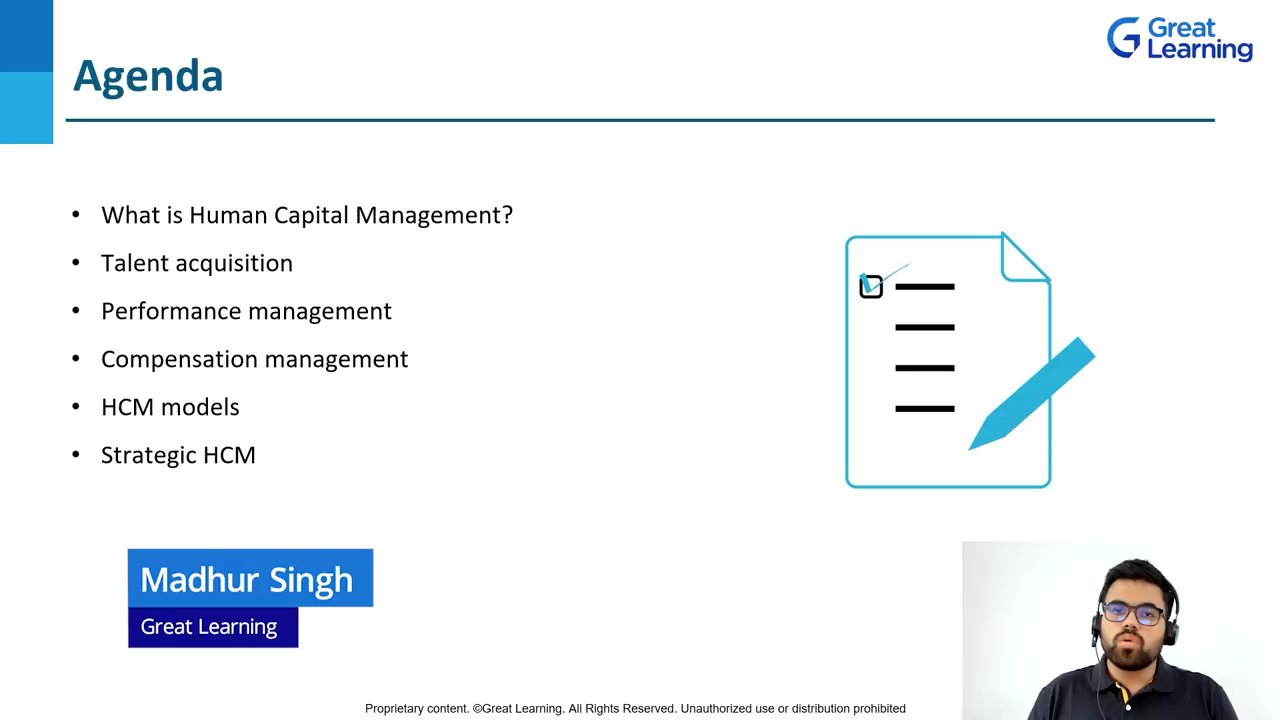 Great
Learning
Agenda
• What is Human Capital Management?
• Talent acquisition
• Performance management
• Compensation management
• HCM models
• Strategic HCM
Madhur Singh
Great Learning
Proprietary content. ©Great Learning. All Rights Reserved. Unauthorized use or distribution prohibited